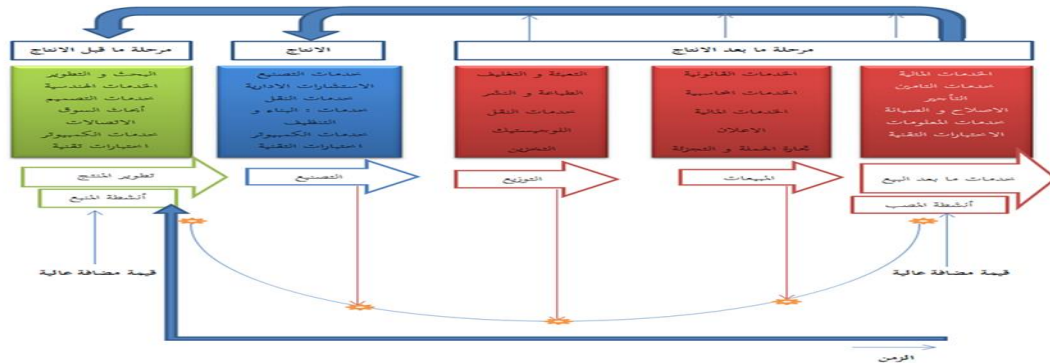 مرحلة ما قبل الانتاج
الانتاج
مرحلة ما بعد الانتاج
البحث و التطوير
الخدمات الهندسية
خدمات التصميم
أبحاث السوق
الاتصالات
خدمات الكمبيوتر
اختبارات تقنية
خدمات التصنيع
الاستشارات الادارية
خدمات النقل
خدمات : البناء و
التنظيف
خدمات الكمبيوتر
اختبارات التقنية
التعبئة و التغليف
الطباعة و النشر
خدمات النقل
اللوجيستيك
التخزين
الخدمات القانونية
الخدمات المحاسبية
الخدمات المالية
الاعلان
تجارة الجملة و التجزئة
الخدمات المالية
خدمات التامين
التأجير
الاصلاح و الصيانة
خدمات المعلومات
الاختبارات التقنية
تطوير المنتج
التصنيع
التوزيع
المبيعات
خدمات ما بعد البيع
أنشطة المنبع
أنشطة المصب
قيمة مضافة عالية
قيمة مضافة عالية
الزمن